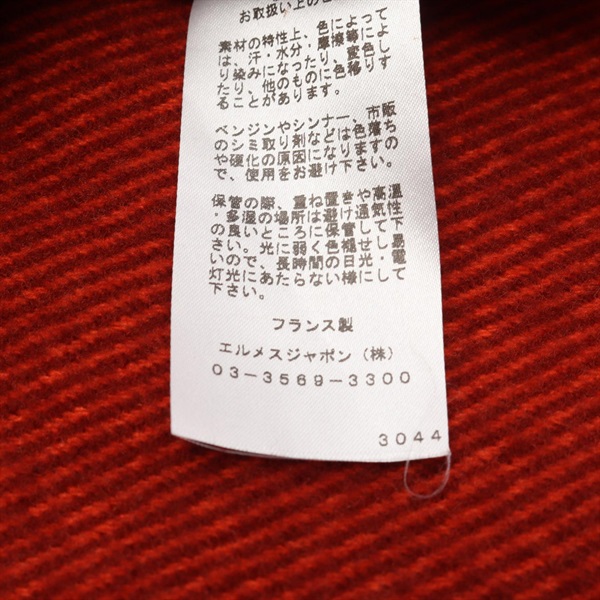 お取扱い上の
素材の特性上、色によって
は、汗・水分・摩擦等によ
り染みになったり、変色し
たり、他のものに色移りす
ることがあります。
ベンジンやシンナー、市販
のシミ取り剤などは色落ち
や硬化の原因になりますの
で、使用をお避け下さい。
保管の際、重ね置きや高温
・多湿の場所は避け通気性
の良いところに保管して下
さい。光に弱く色褪せし易
いので、長時間の日光・電
灯光にあたらない様にして
下さい。
フランス製
エルメスジャポン（株）
０３－３５６９－３３００
３０４４